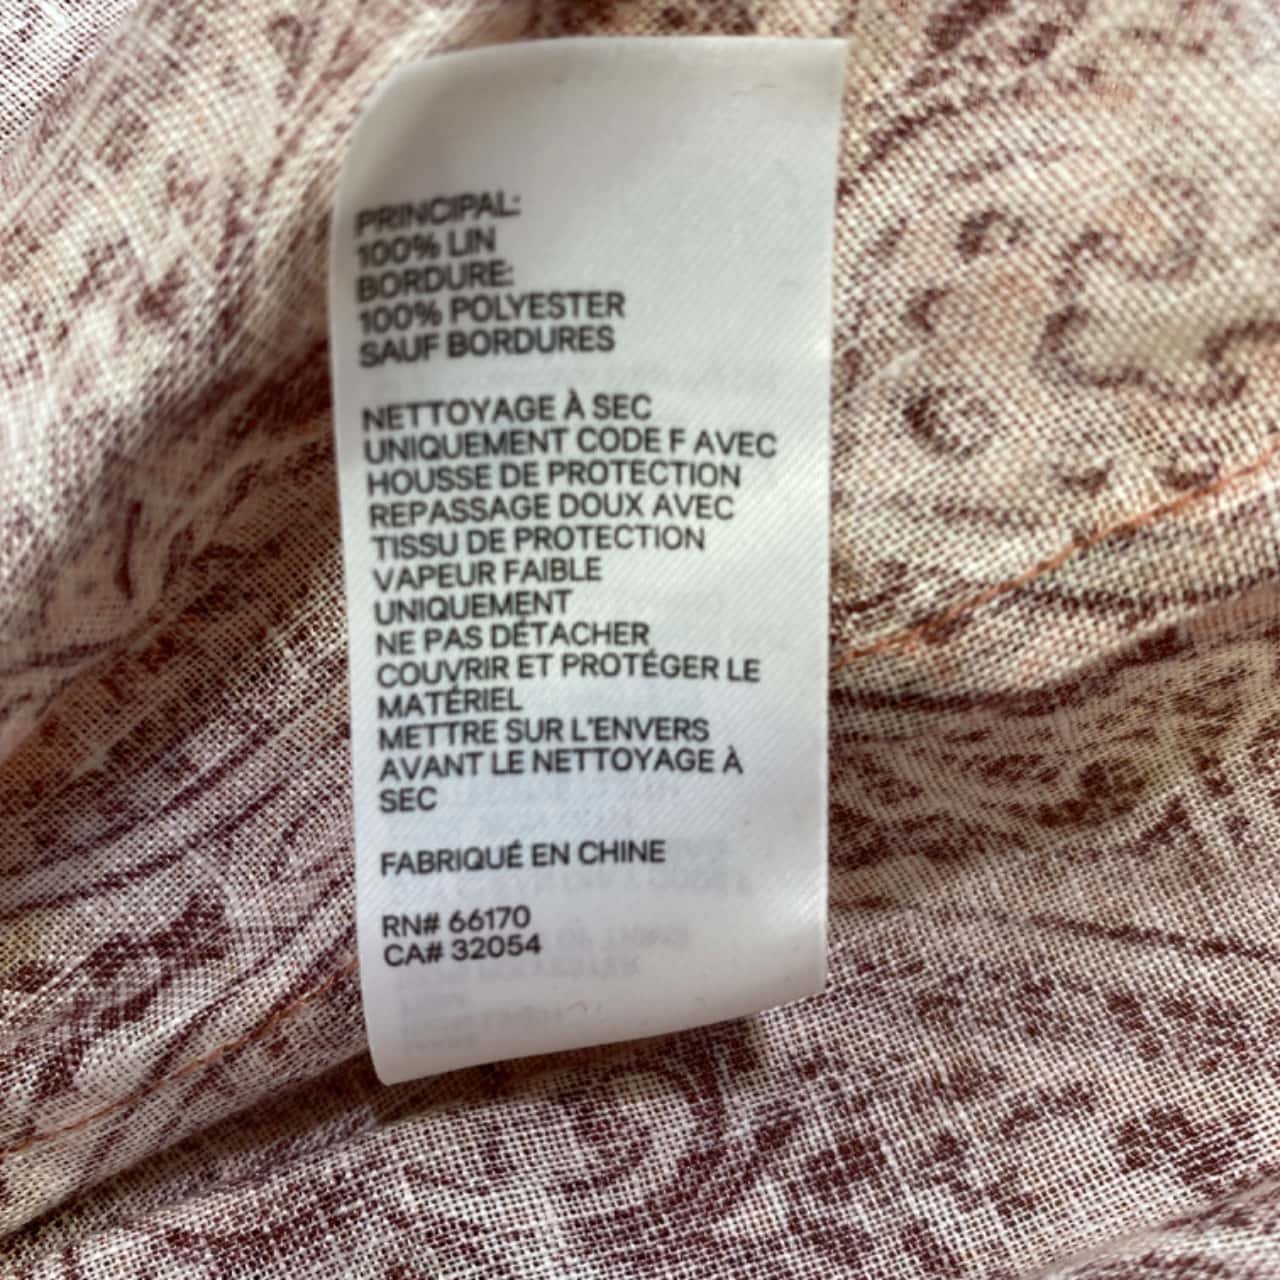 PRINCIPAL:
100% LIN
BORDURE:
100% POLYESTER
SAUF BORDURES
NETTOYAGE À SEC
UNIQUEMENT CODE F AVEC
HOUSSE DE PROTECTION
REPASSAGE DOUX AVEC
TISSU DE PROTECTION
VAPEUR FAIBLE
UNIQUEMENT
NE PAS DÉTACHER
COUVRIR ET PROTÉGER LE
MATÉRIEL
METTRE SUR L'ENVERS
AVANT LE NETTOYAGE À
SEC
FABRIQUÉ EN CHINE
RN# 66170
CA# 32054